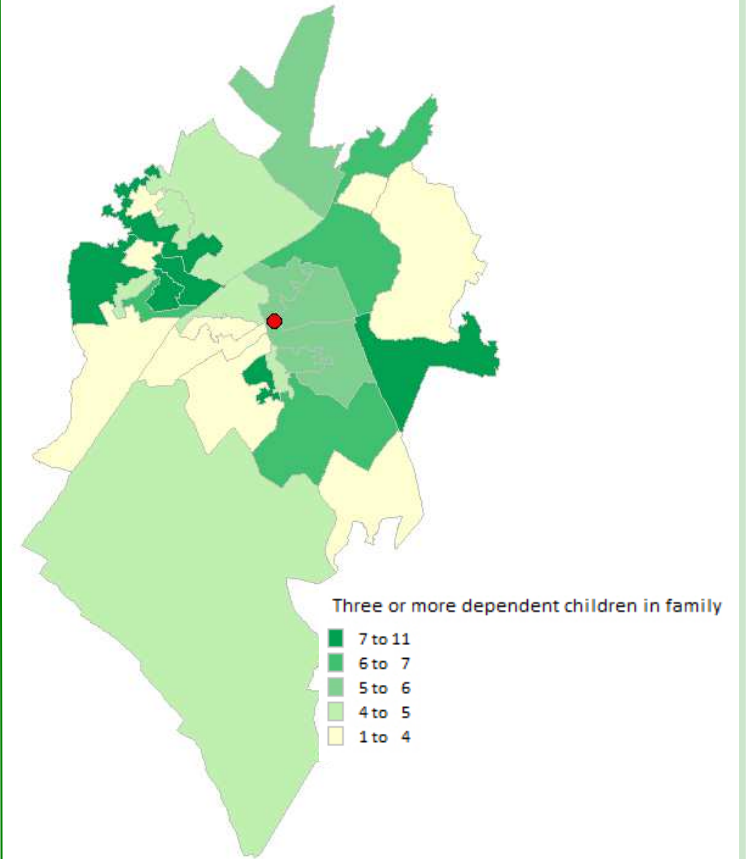 Three or more dependent children in family
7 to 11
6 to 7
5 to 6
4 to 5
1 to 4